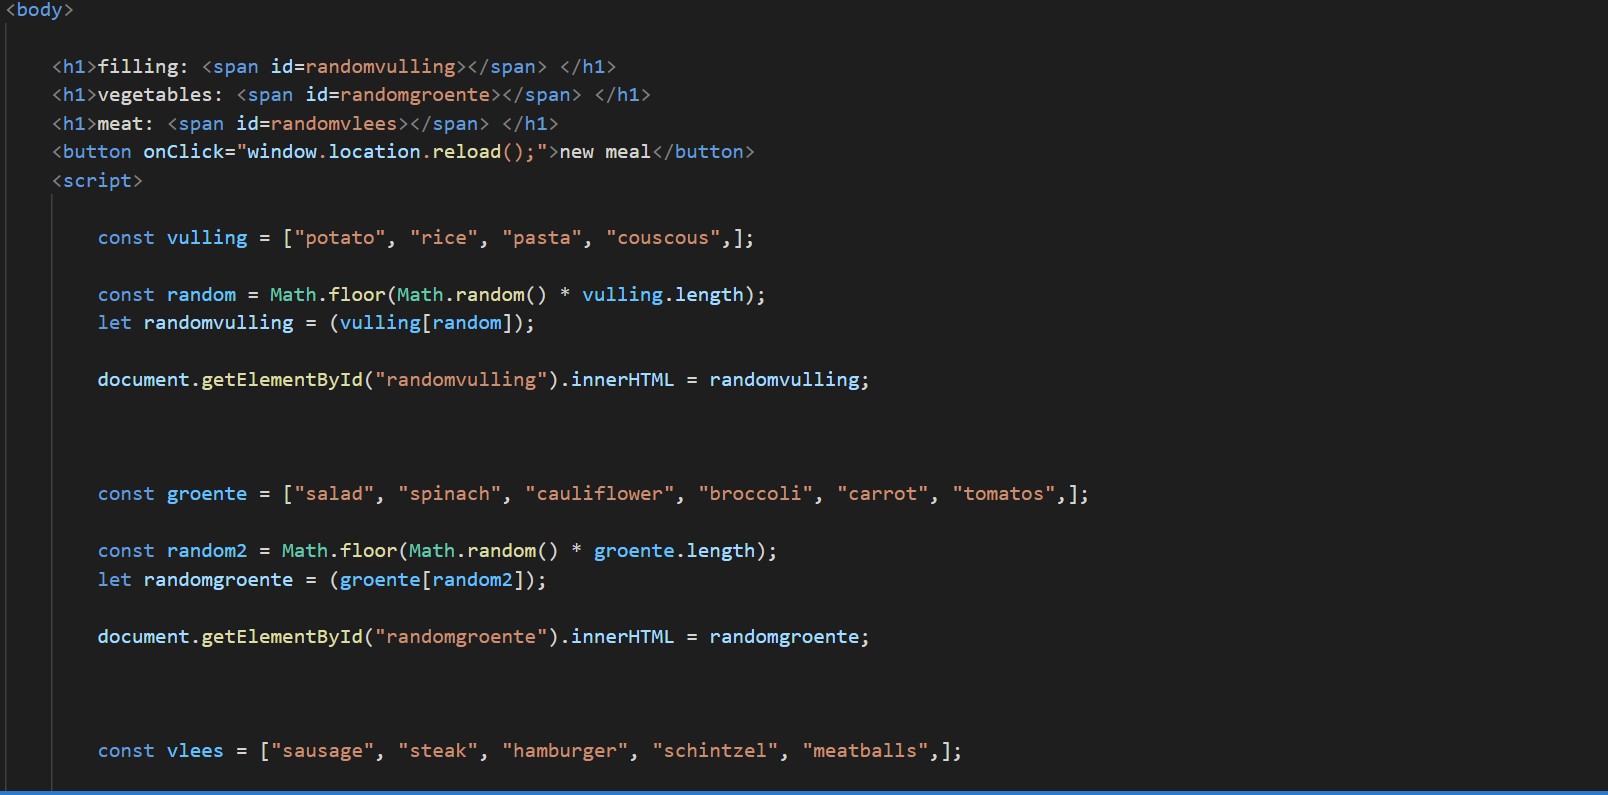 <body>
<h1>filling: <span id=randomvulling></span> </h1>
<h1>vegetables: <span id=randomgroente></span> </h1>
<h1>meat: <span id=randomvlees></span> </h1>
<button onClick="window.location.reload();">new meal</button>
<script>
const vulling = ["potato", "rice", "pasta", "couscous",];
const random = Math.floor(Math.random() * vulling.length);
let randomvulling = (vulling[random]);
document.getElementById("randomvulling").innerHTML = randomvulling;
const groente = ["salad", "spinach", "cauliflower", "broccoli", "carrot", "tomatos",];
const random2 = Math.floor(Math.random() * groente.length);
let randomgroente = (groente[random2]);
document.getElementById("randomgroente").innerHTML = randomgroente;
const vlees = ["sausage", "steak", "hamburger", "schintzel", "meatballs",];